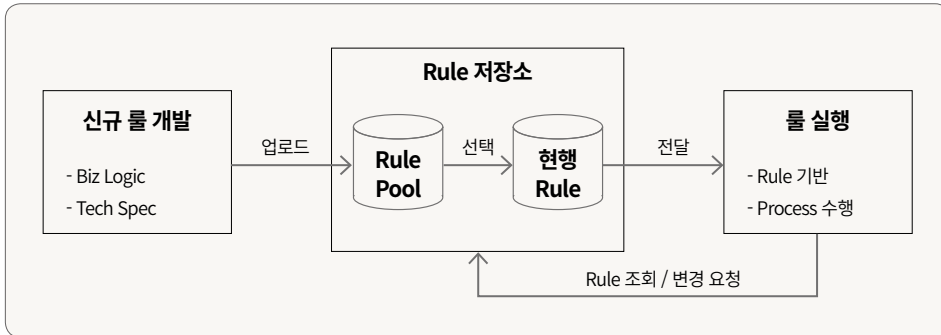 Rule 저장소
신규 룰 개발
- Biz Logic
- Tech Spec
업로드
Rule
Pool
선택
현행
Rule
전달
룰 실행
- Rule 기반
- Process 수행
Rule 조회 / 변경 요청